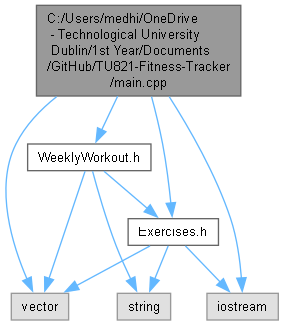 C:/Users/medhi/OneDrive
- Technological University
Dublin/1st Year/Documents
/GitHub/TU821-Fitness-Tracker
/main.cpp
WeeklyWorkout.h
Exercises.h
vector
string
iostream